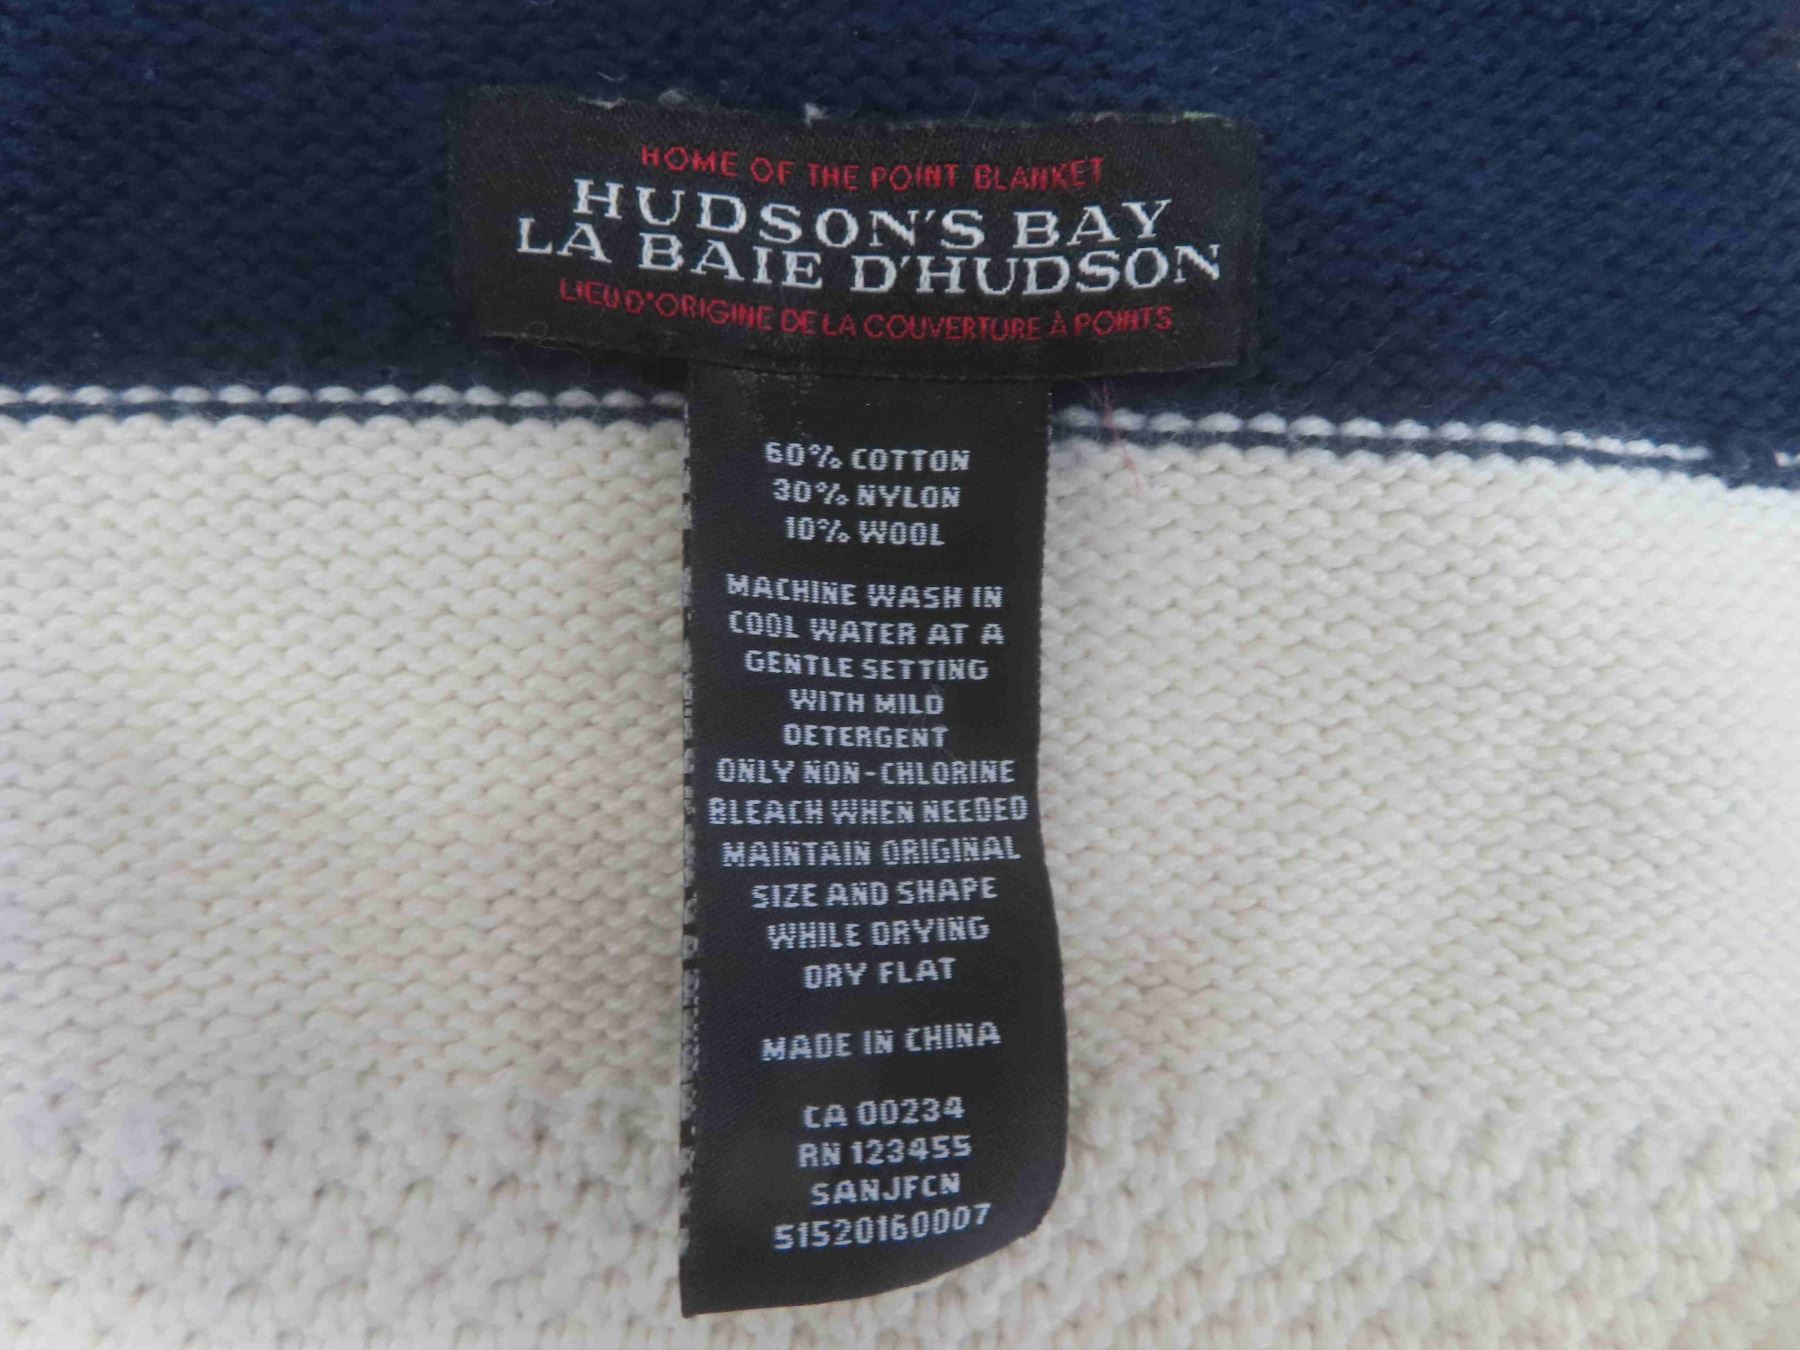 HOME OF THE POINT BLANKET
HUDSON'S BAY
LA BAIE D'HUDSON
LIEU D'ORIGINE DE LA COUVERTURE À POINTS
60% COTTON
30% NYLON
10% WOOL
MACHINE WASH IN
COOL WATER AT A
GENTLE SETTING
WITH MILD
DETERGENT
ONLY NON-CHLORINE
BLEACH WHEN NEEDED
MAINTAIN ORIGINAL
SIZE AND SHAPE
WHILE DRYING
DRY FLAT
MADE IN CHINA
CA 00234
RN 123455
SANJFCN
51520160007